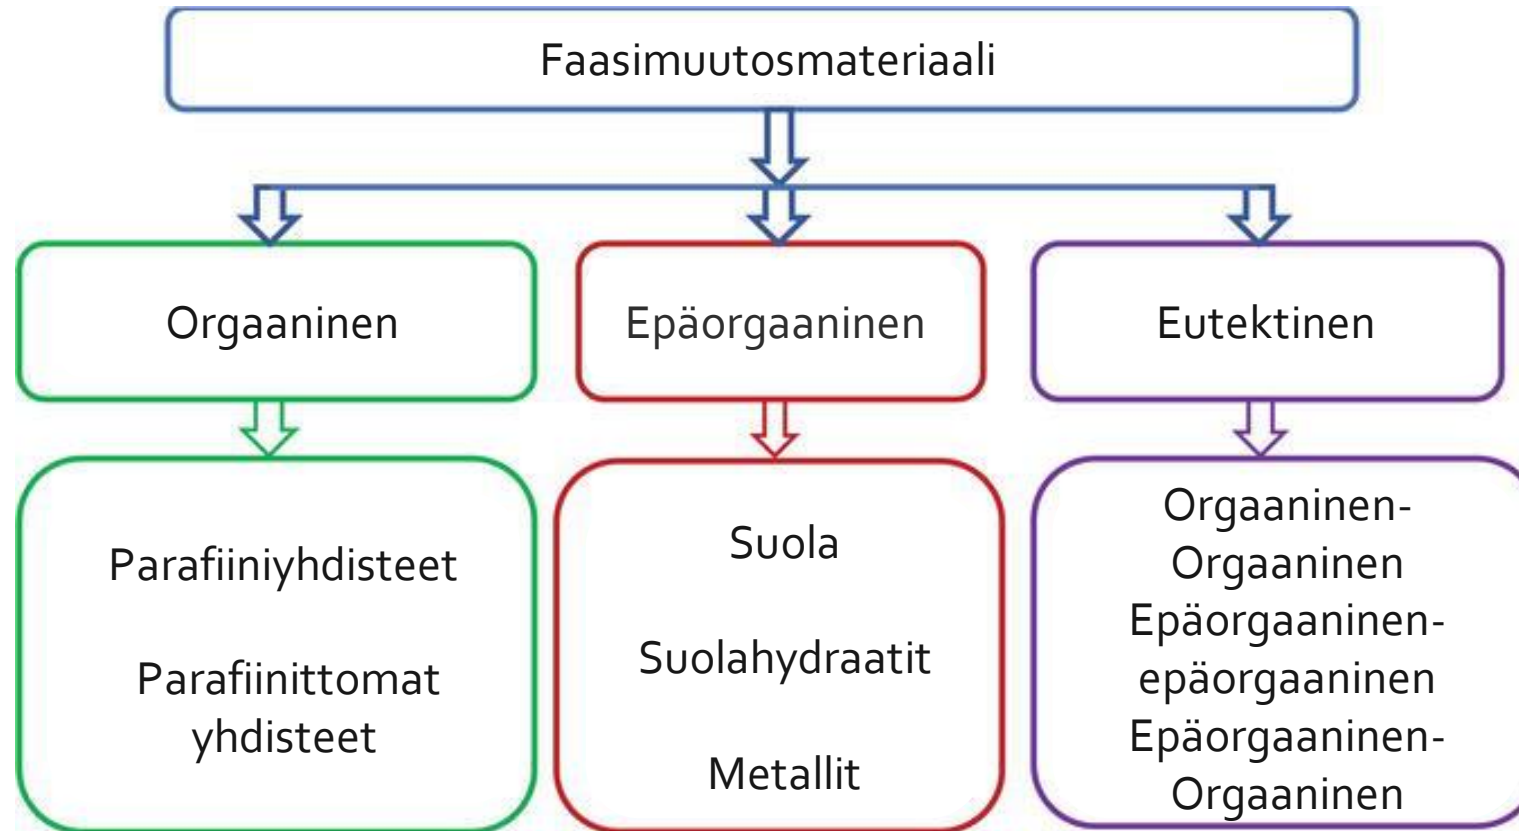 Faasimuutosmateriaali
Orgaaninen
Epäorgaaninen
Eutektinen
Parafiiniyhdisteet
Parafiinittomat
yhdisteet
Suola
Suolahydraatit
Metallit
Orgaaninen-
Orgaaninen
Epäorgaaninen-
epäorgaaninen
Epäorgaaninen-
Orgaaninen